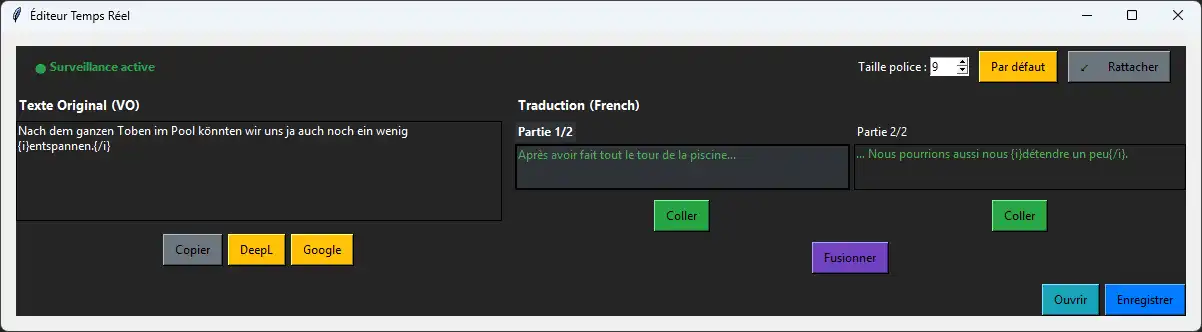 Éditeur Temps Réel
Surveillance active
Taille police : 9
Par défaut
✓ Rattacher
Texte Original (VO)
Traduction (French)
Nach dem ganzen Toben im Pool könnten wir uns ja auch noch ein wenig
{i}entspannen.{/i}
Partie 1/2
Partie 2/2
Après avoir fait tout le tour de la piscine...
... Nous pourrions aussi nous {i}détendre un peu{/i}.
Coller
Coller
Copier
DeepL
Google
Fusionner
Ouvrir
Enregistrer